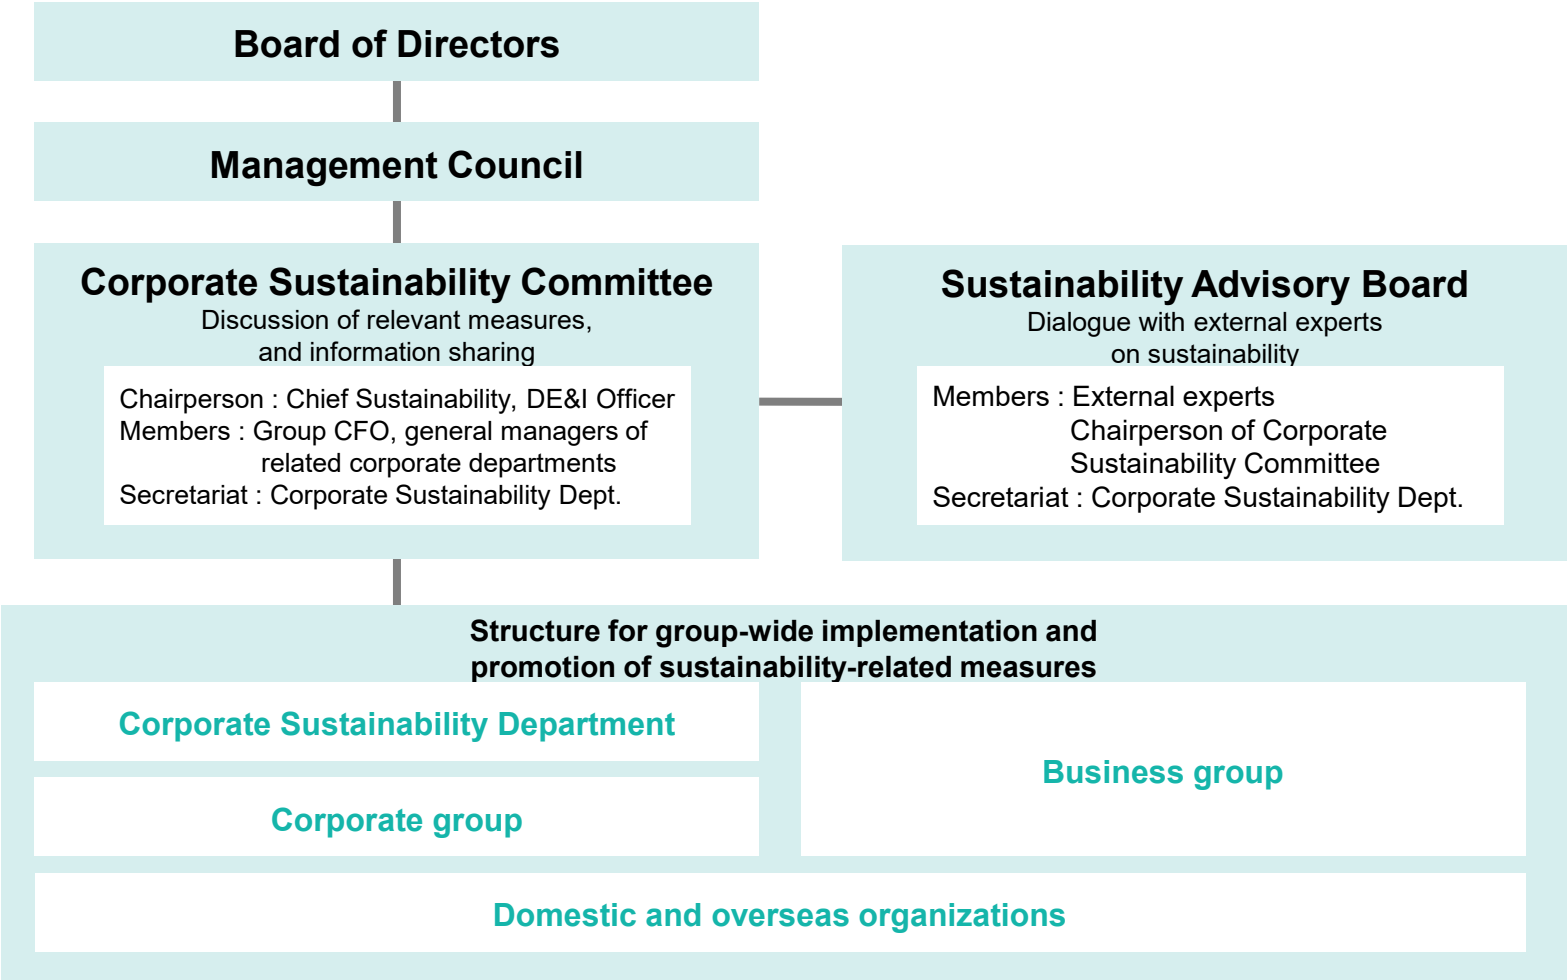 Board of Directors
Management Council
Corporate Sustainability Committee
Discussion of relevant measures,
and information sharing
Chairperson : Chief Sustainability, DE&I Officer
Members : Group CFO, general managers of
related corporate departments
Secretariat : Corporate Sustainability Dept.
Sustainability Advisory Board
Dialogue with external experts
on sustainability
Members : External experts
Chairperson of Corporate
Sustainability Committee
Secretariat : Corporate Sustainability Dept.
Structure for group-wide implementation and
promotion of sustainability-related measures
Corporate Sustainability Department
Corporate group
Business group
Domestic and overseas organizations